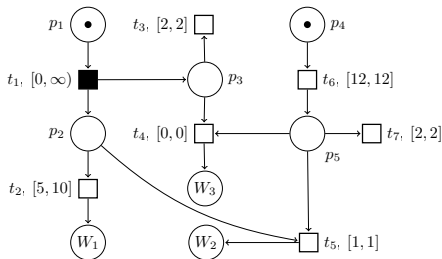 p₁ t₃, [2, 2] p₄
t₁, [0, ∞) p₃ t₆, [12, 12]
p₂ t₄, [0, 0] p₅ t₇, [2, 2]
t₂, [5, 10] W₃
W₁ W₂ t₅, [1, 1]